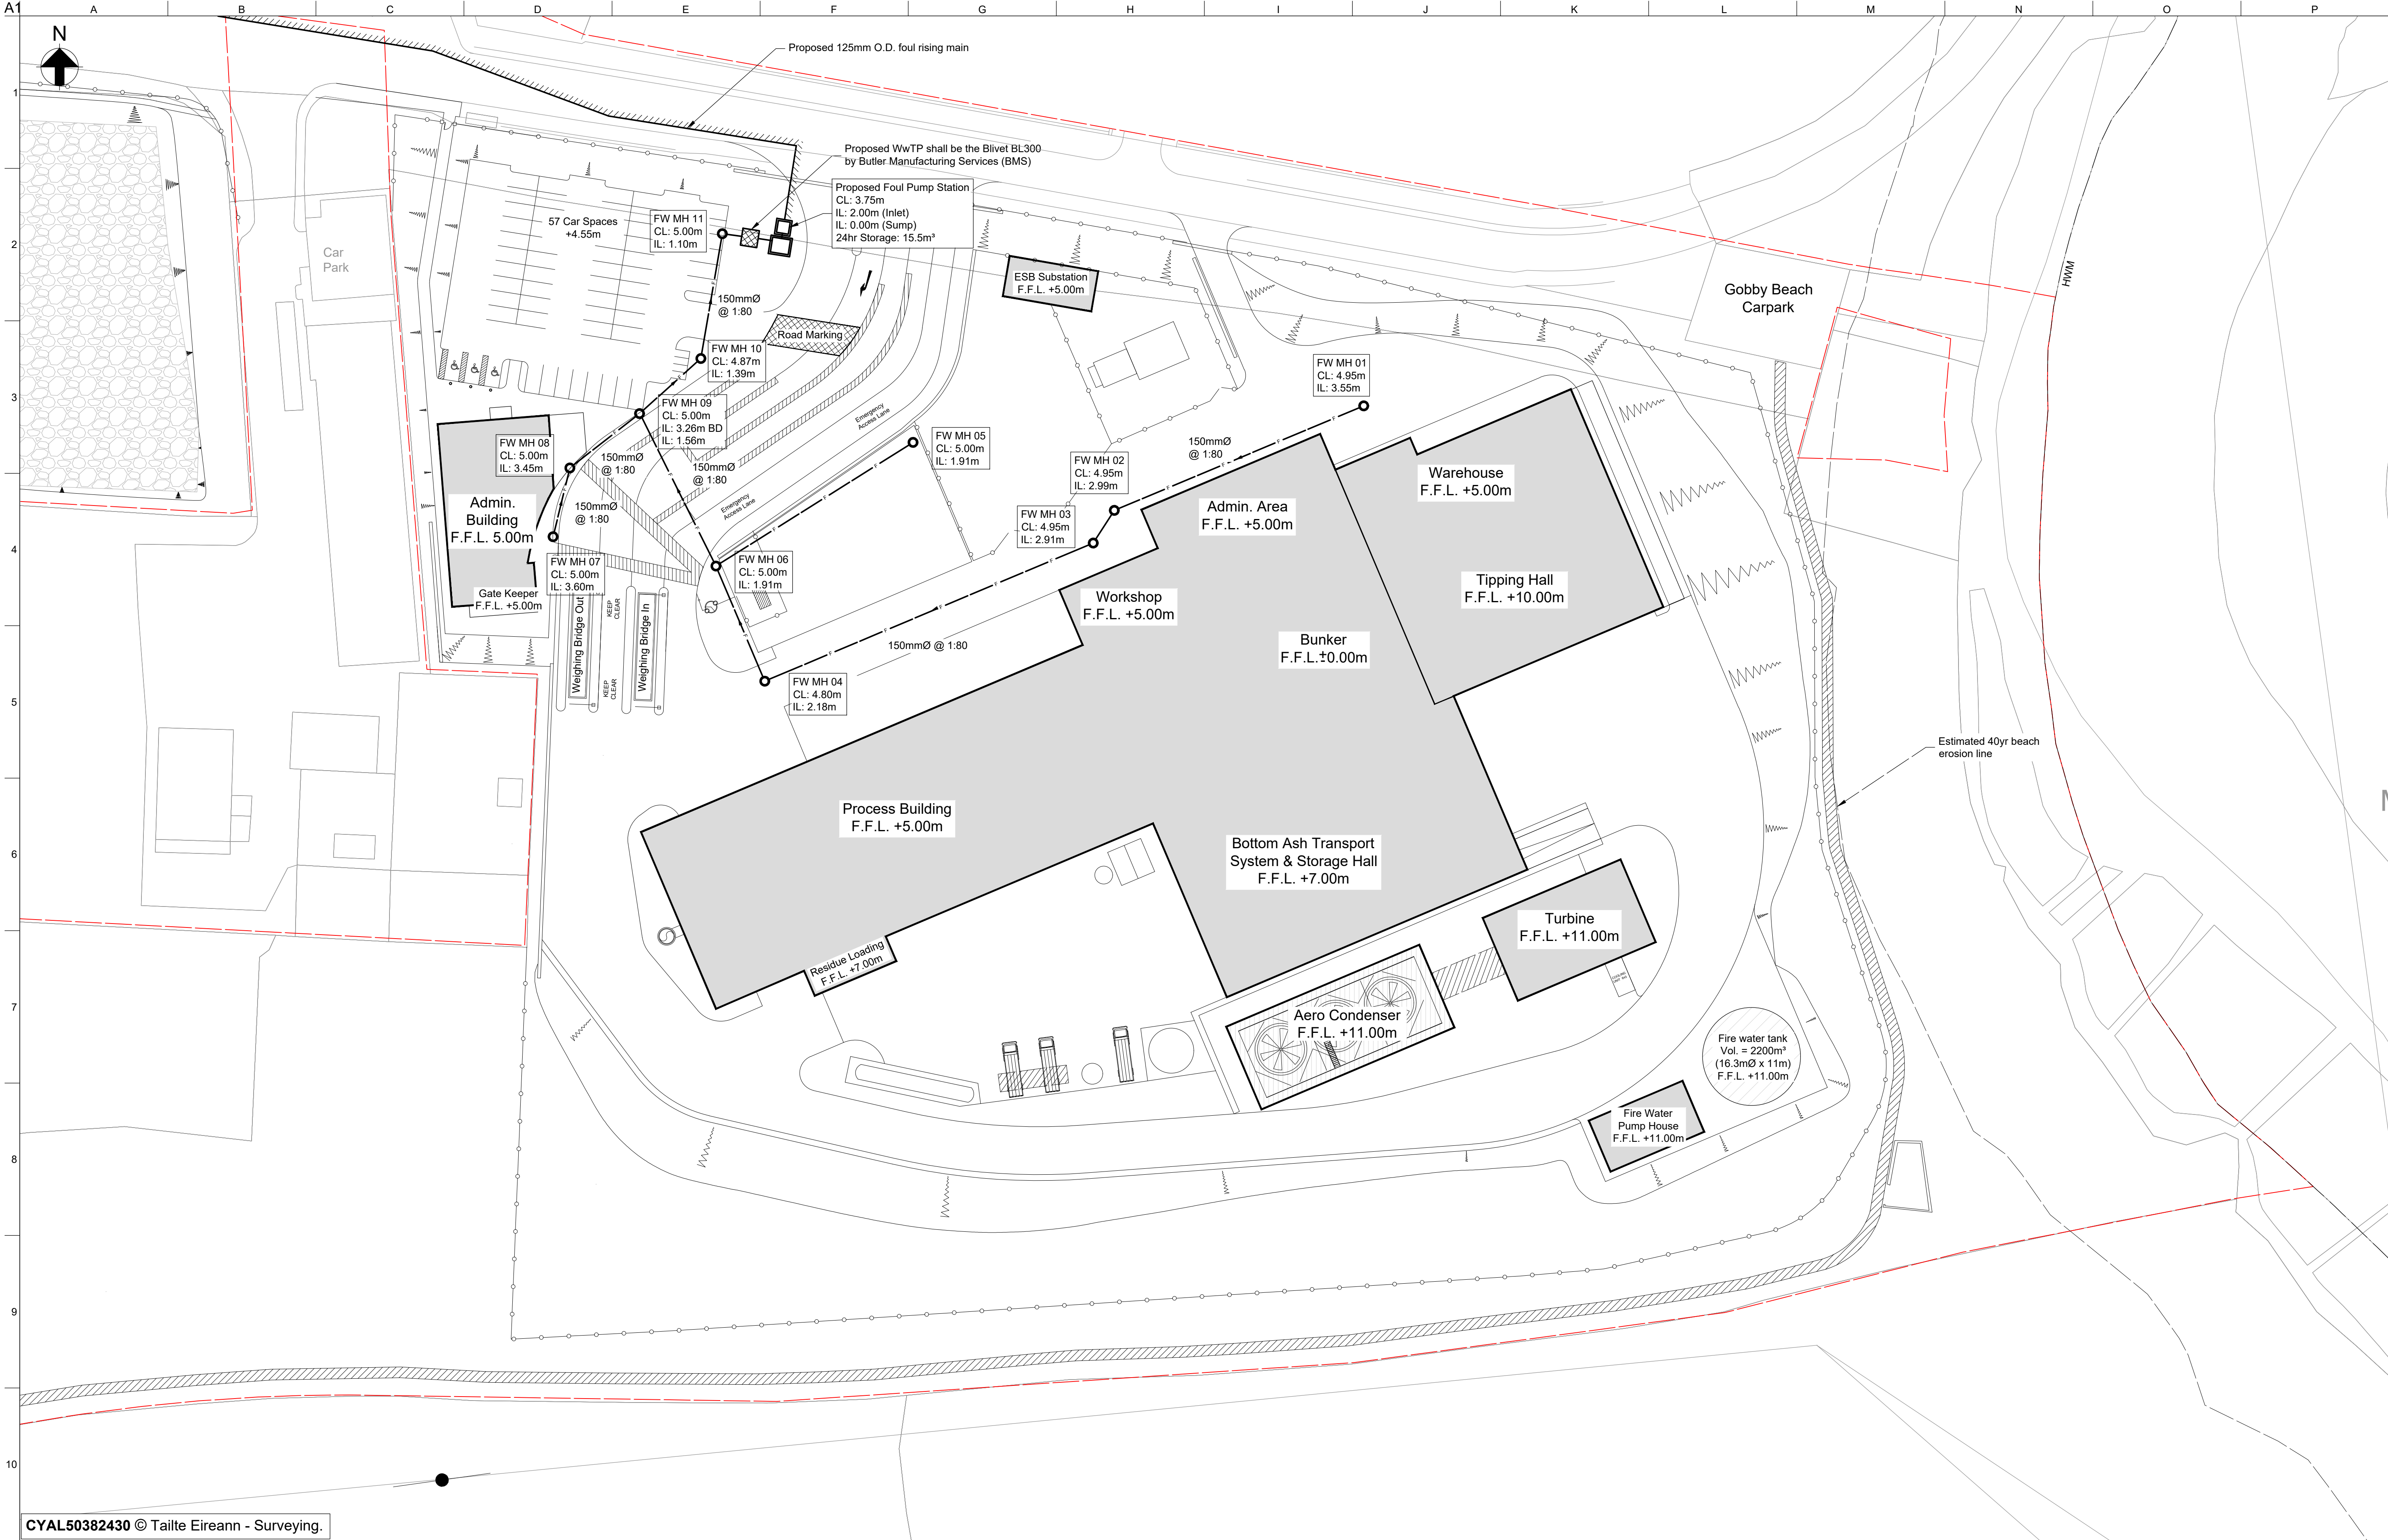 A1
A
B
C
D
E
F
G
H
I
J
K
L
M
N
O
P
N
1
2
3
4
5
6
7
8
9
10
Proposed 125mm O.D. foul rising main
Proposed WwTP shall be the Blivet BL300
by Butler Manufacturing Services (BMS)
Proposed Foul Pump Station
CL: 3.75m
IL: 2.00m (Inlet)
IL: 0.00m (Sump)
24hr Storage: 15.5m³
57 Car Spaces
+4.55m
FW MH 11
CL: 5.00m
IL: 1.10m
Car
Park
ESB Substation
F.F.L. +5.00m
HWM
Gobby Beach
Carpark
150mmØ
@ 1:80
Road Marking
FW MH 10
CL: 4.87m
IL: 1.39m
FW MH 01
CL: 4.95m
IL: 3.55m
FW MH 09
CL: 5.00m
IL: 3.26m BD
IL: 1.56m
Emergency
Access Lane
FW MH 08
CL: 5.00m
IL: 3.45m
FW MH 05
CL: 5.00m
IL: 1.91m
150mmØ
@ 1:80
150mmØ
@ 1:80
150mmØ
@ 1:80
FW MH 02
CL: 4.95m
IL: 2.99m
Warehouse
F.F.L. +5.00m
Admin.
Building
F.F.L. 5.00m
150mmØ
@ 1:80
Emergency
Access Lane
FW MH 03
CL: 4.95m
IL: 2.91m
Admin. Area
F.F.L. +5.00m
FW MH 07
CL: 5.00m
IL: 3.60m
FW MH 06
CL: 5.00m
IL: 1.91m
Gate Keeper
F.F.L. +5.00m
Workshop
F.F.L. +5.00m
Tipping Hall
F.F.L. +10.00m
KEEP
CLEAR
Weighing Bridge Out
Weighing Bridge In
KEEP
CLEAR
150mmØ @ 1:80
Bunker
F.F.L.±0.00m
FW MH 04
CL: 4.80m
IL: 2.18m
Estimated 40yr beach
erosion line
Process Building
F.F.L. +5.00m
Bottom Ash Transport
System & Storage Hall
F.F.L. +7.00m
Turbine
F.F.L. +11.00m
Residue Loading
F.F.L. +7.00m
Aero Condenser
F.F.L. +11.00m
Fire water tank
Vol. = 2200m³
(16.3mØ x 11m)
F.F.L. +11.00m
Fire Water
Pump House
F.F.L. +11.00m
CYAL50382430 © Tailte Eireann - Surveying.